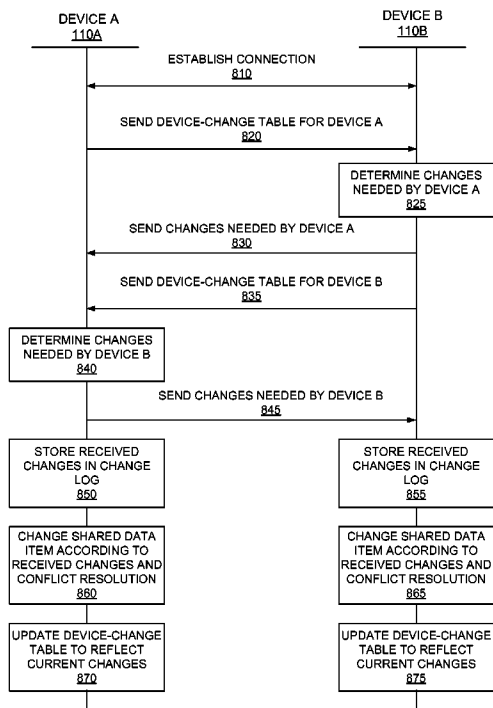 DEVICE A
110A
DEVICE B
110B
ESTABLISH CONNECTION
810
SEND DEVICE-CHANGE TABLE FOR DEVICE A
820
DETERMINE CHANGES
NEEDED BY DEVICE A
825
SEND CHANGES NEEDED BY DEVICE A
830
SEND DEVICE-CHANGE TABLE FOR DEVICE B
835
DETERMINE CHANGES
NEEDED BY DEVICE B
840
SEND CHANGES NEEDED BY DEVICE B
845
STORE RECEIVED
CHANGES IN CHANGE
LOG
850
STORE RECEIVED
CHANGES IN CHANGE
LOG
855
CHANGE SHARED DATA
ITEM ACCORDING TO
RECEIVED CHANGES AND
CONFLICT RESOLUTION
860
CHANGE SHARED DATA
ITEM ACCORDING TO
RECEIVED CHANGES AND
CONFLICT RESOLUTION
865
UPDATE DEVICE-CHANGE
TABLE TO REFLECT
CURRENT CHANGES
870
UPDATE DEVICE-CHANGE
TABLE TO REFLECT
CURRENT CHANGES
875